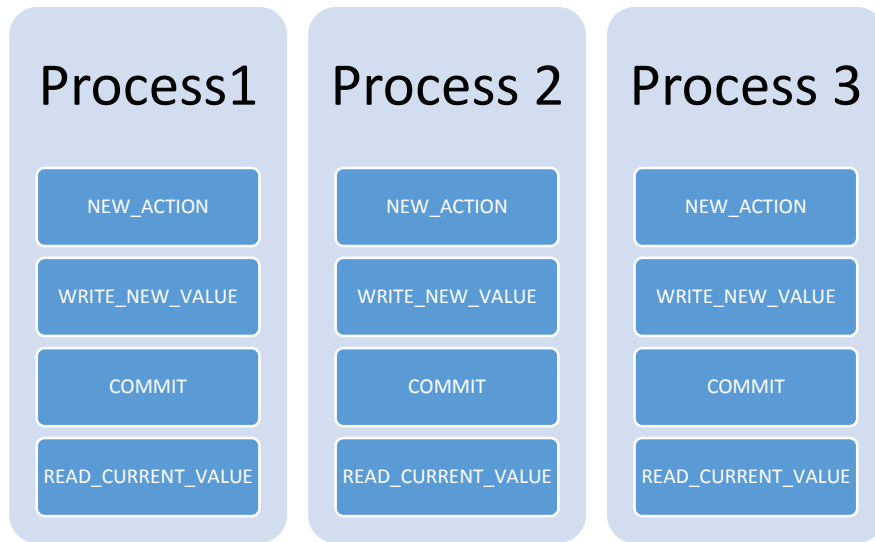 Process1
NEW_ACTION
WRITE_NEW_VALUE
COMMIT
READ_CURRENT_VALUE
Process 2
NEW_ACTION
WRITE_NEW_VALUE
COMMIT
READ_CURRENT_VALUE
Process 3
NEW_ACTION
WRITE_NEW_VALUE
COMMIT
READ_CURRENT_VALUE